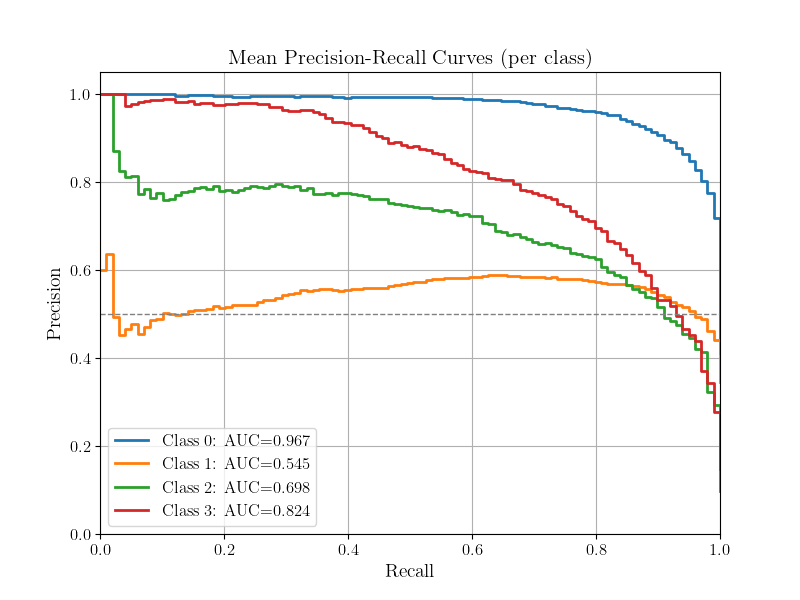 Mean Precision-Recall Curves (per class)
Precision
1.0
0.8
0.6
0.4
0.2
0.0
Class 0: AUC=0.967
Class 1: AUC=0.545
Class 2: AUC=0.698
Class 3: AUC=0.824
0.0 0.2 0.4 0.6 0.8 1.0
Recall